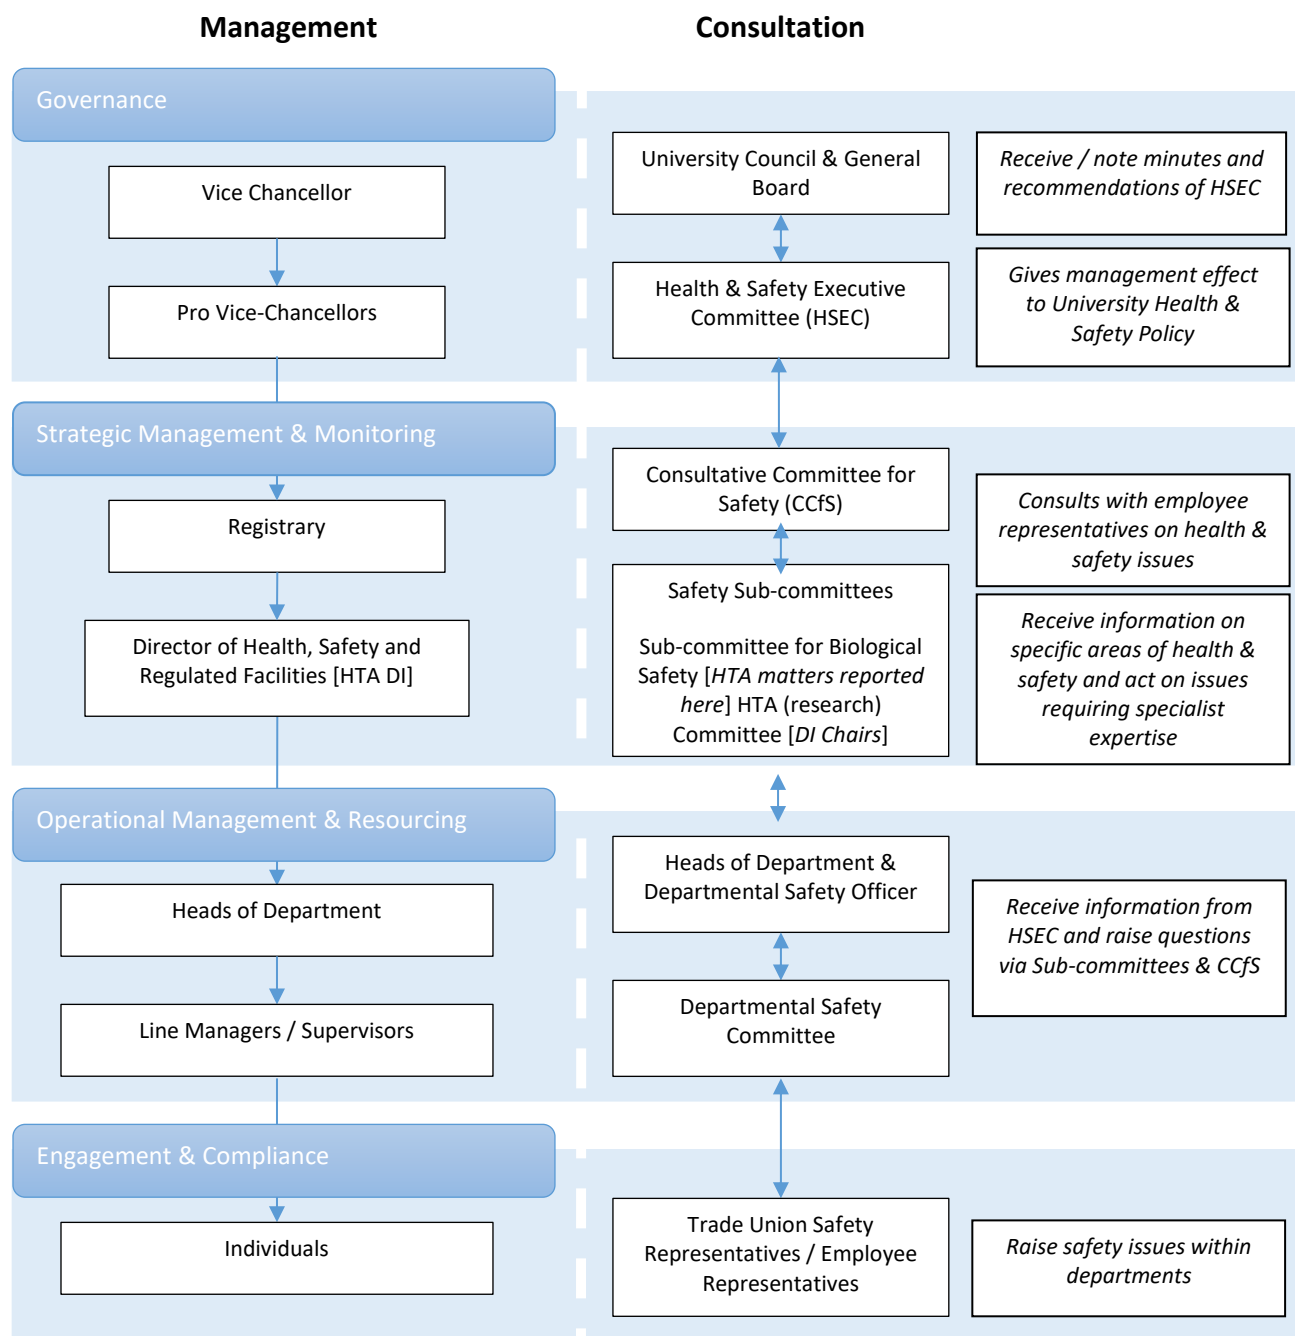 Management
Consultation
Governance
Vice Chancellor
University Council & General
Board
Receive / note minutes and
recommendations of HSEC
Pro Vice-Chancellors
Health & Safety Executive
Committee (HSEC)
Gives management effect
to University Health &
Safety Policy
Strategic Management & Monitoring
Registrary
Consultative Committee for
Safety (CCfS)
Consults with employee
representatives on health &
safety issues
Director of Health, Safety and
Regulated Facilities [HTA DI]
Safety Sub-committees
Sub-committee for Biological
Safety [HTA matters reported
here] HTA (research)
Committee [DI Chairs]
Receive information on
specific areas of health &
safety and act on issues
requiring specialist
expertise
Operational Management & Resourcing
Heads of Department
Heads of Department &
Departmental Safety Officer
Receive information from
HSEC and raise questions
via Sub-committees & CCfS
Line Managers / Supervisors
Departmental Safety
Committee
Engagement & Compliance
Individuals
Trade Union Safety
Representatives / Employee
Representatives
Raise safety issues within
departments